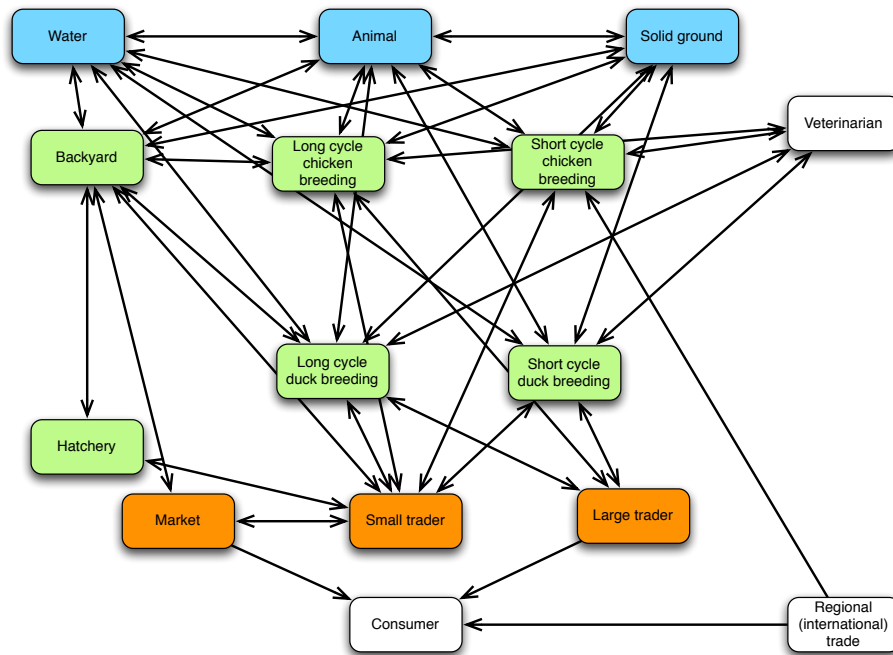 Water
Animal
Solid ground
Veterinarian
Backyard
Long cycle
chicken
breeding
Short cycle
chicken
breeding
Long cycle
duck breeding
Short cycle
duck breeding
Hatchery
Market
Small trader
Large trader
Consumer
Regional
(international)
trade